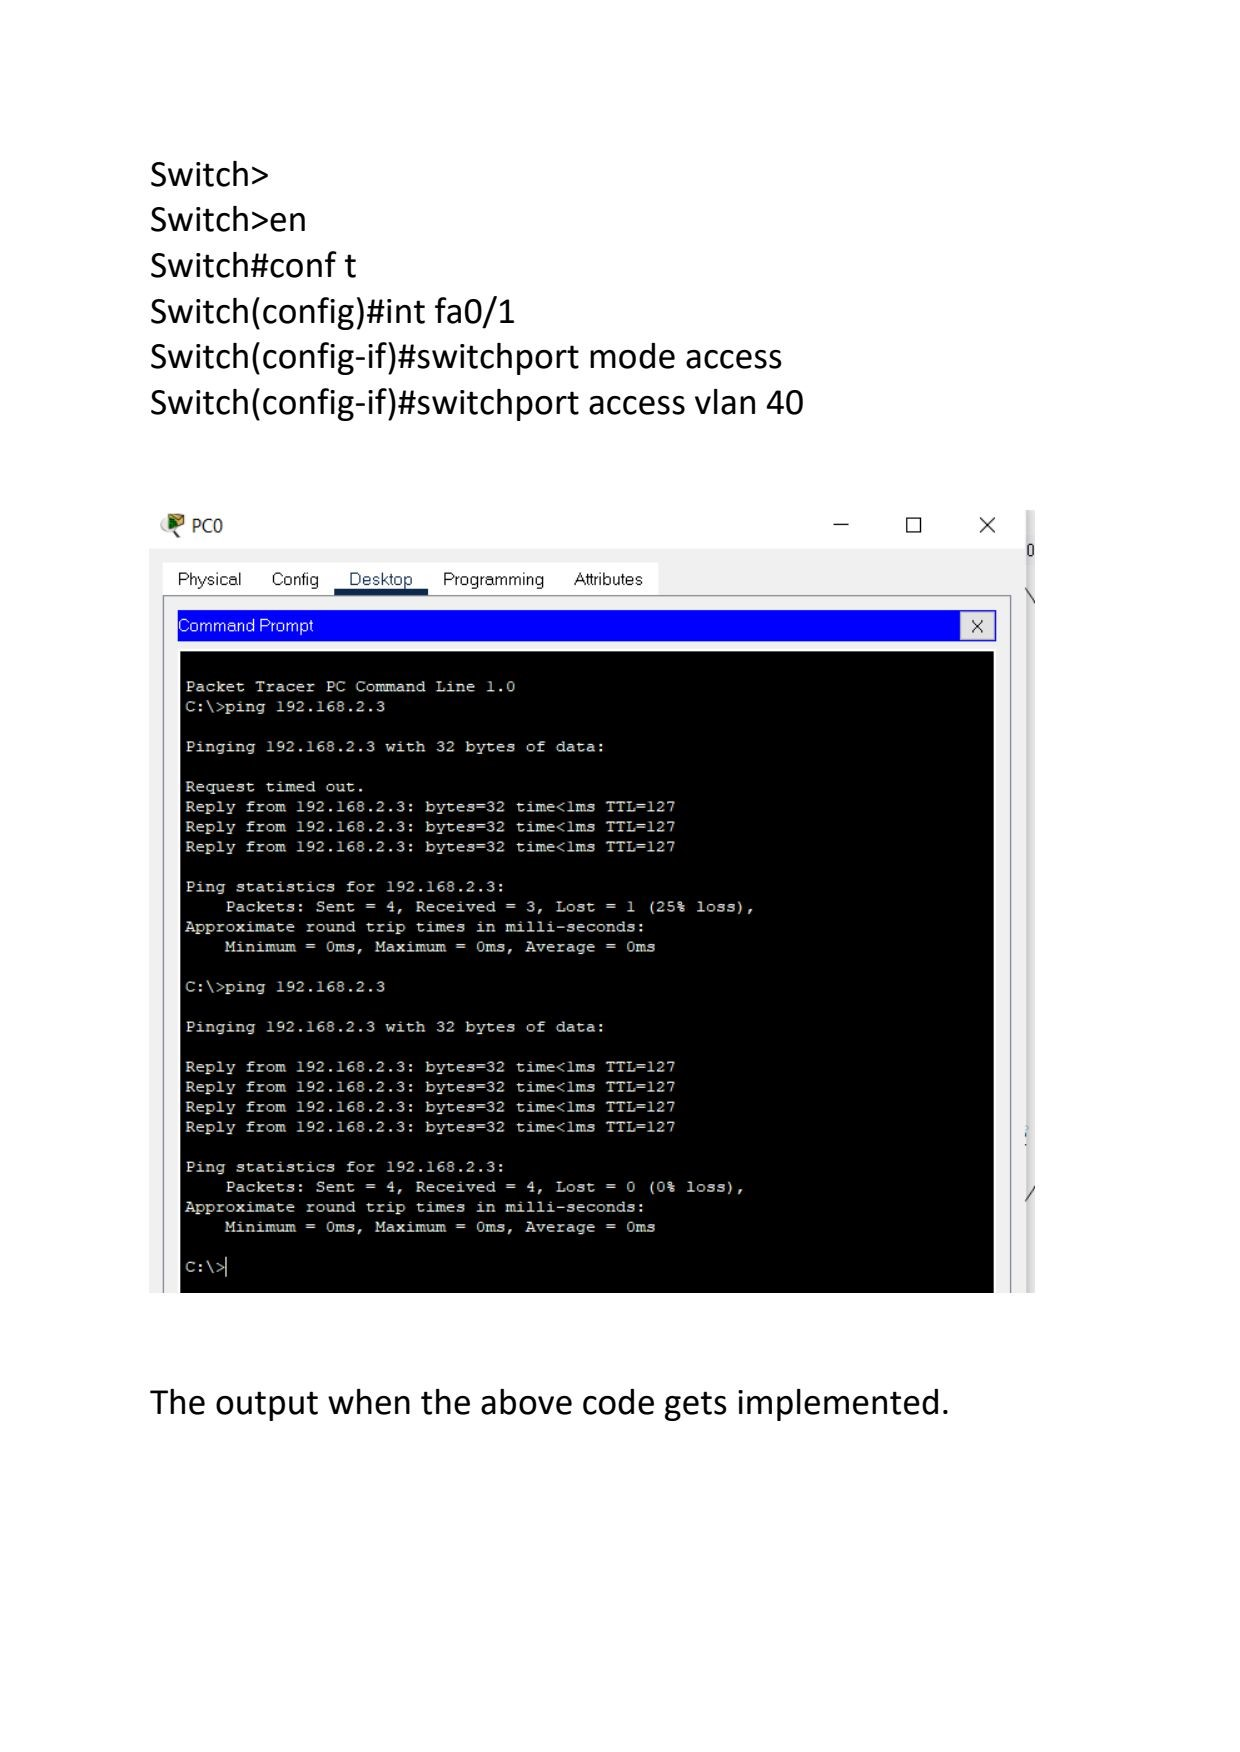 Switch>
Switch>en
Switch#conf t
Switch(config)#int fa0/1
Switch(config-if)#switchport mode access
Switch(config-if)#switchport access vlan 40
PC0
0
Physical Config Desktop Programming Attributes
Command Prompt X
Packet Tracer PC Command Line 1.0
C:\>ping 192.168.2.3
Pinging 192.168.2.3 with 32 bytes of data:
Request timed out.
Reply from 192.168.2.3: bytes=32 time<1ms TTL=127
Reply from 192.168.2.3: bytes=32 time<1ms TTL=127
Reply from 192.168.2.3: bytes=32 time<1ms TTL=127
Ping statistics for 192.168.2.3:
Packets: Sent = 4, Received = 3, Lost = 1 (25% loss),
Approximate round trip times in milli-seconds:
Minimum = 0ms, Maximum = 0ms, Average = 0ms
C:\>ping 192.168.2.3
Pinging 192.168.2.3 with 32 bytes of data:
Reply from 192.168.2.3: bytes=32 time<1ms TTL=127
Reply from 192.168.2.3: bytes=32 time<1ms TTL=127
Reply from 192.168.2.3: bytes=32 time<1ms TTL=127
Reply from 192.168.2.3: bytes=32 time<1ms TTL=127
Ping statistics for 192.168.2.3:
Packets: Sent = 4, Received = 4, Lost = 0 (0% loss),
Approximate round trip times in milli-seconds:
Minimum = 0ms, Maximum = 0ms, Average = 0ms
C:\>
The output when the above code gets implemented.